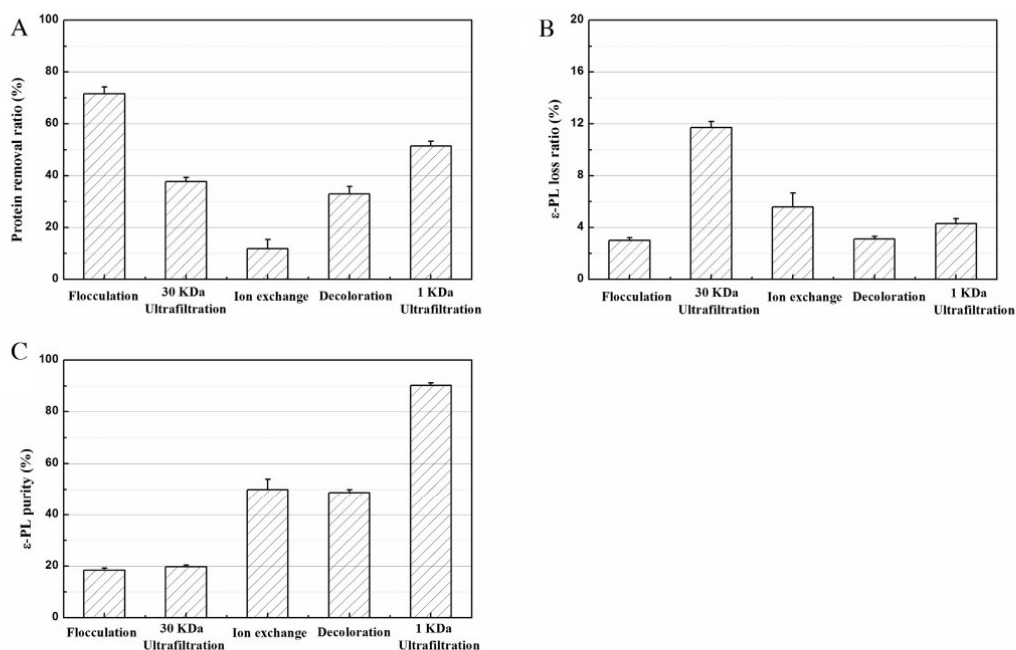 A
Protein removal ratio (%)
100
80
60
40
20
0
Flocculation
30 KDa
Ultrafiltration
Ion exchange
Decoloration
1 KDa
Ultrafiltration
B
ε-PL loss ratio (%)
20
16
12
8
4
0
Flocculation
30 KDa
Ultrafiltration
Ion exchange
Decoloration
1 KDa
Ultrafiltration
C
ε-PL purity (%)
100
80
60
40
20
0
Flocculation
30 KDa
Ultrafiltration
Ion exchange
Decoloration
1 KDa
Ultrafiltration